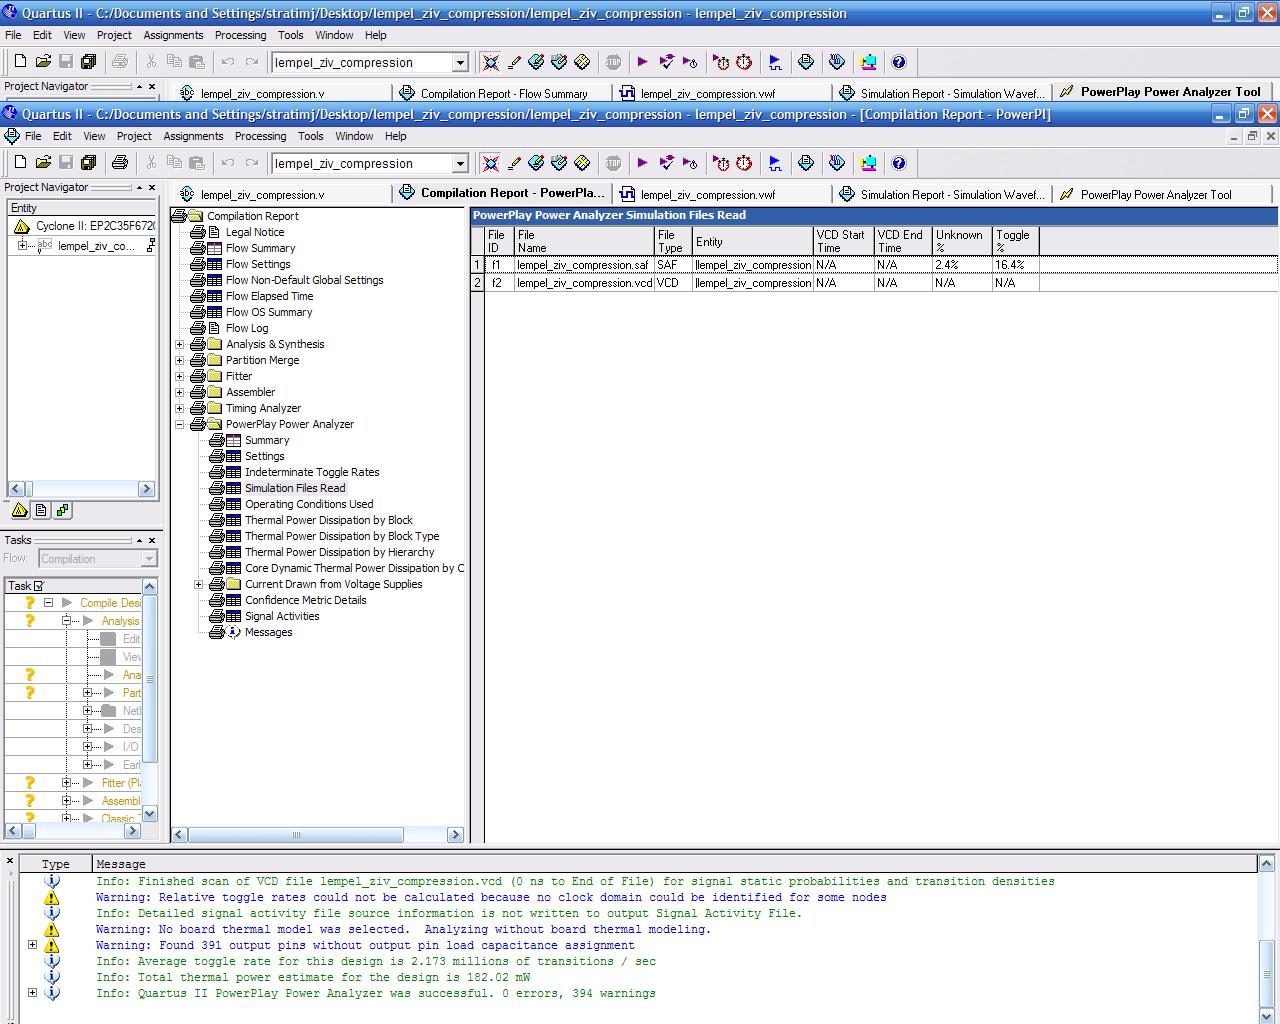 Quartus II - C:/Documents and Settings/stratimj/Desktop/lempel_ziv_compression/lempel_ziv_compression - lempel_ziv_compression
File Edit View Project Assignments Processing Tools Window Help
lempel_ziv_compression
STOP
Project Navigator
abc lempel_ziv_compression.v Compilation Report - Flow Summary lempel_ziv_compression.vwf Simulation Report - Simulation Wavef... PowerPlay Power Analyzer Tool
Quartus II - C:/Documents and Settings/stratimj/Desktop/lempel_ziv_compression/lempel_ziv_compression - lempel_ziv_compression - [Compilation Report - PowerPl]
File Edit View Project Assignments Processing Tools Window Help
lempel_ziv_compression
STOP
Project Navigator
abc lempel_ziv_compression.v Compilation Report - PowerPla... lempel_ziv_compression.vwf Simulation Report - Simulation Wavef... PowerPlay Power Analyzer Tool
Entity
Cyclone II: EP2C35F672C
abc lempel_ziv_co...
Tasks
Flow: Compilation
Task
Compile Desi
Analysis
Edit
View
Ana
Part
Netl
Des
I/O
Earl
Fitter (Pl
Assembl
Classic T
Compilation Report
Legal Notice
Flow Summary
Flow Settings
Flow Non-Default Global Settings
Flow Elapsed Time
Flow OS Summary
Flow Log
Analysis & Synthesis
Partition Merge
Fitter
Assembler
Timing Analyzer
PowerPlay Power Analyzer
Summary
Settings
Indeterminate Toggle Rates
Simulation Files Read
Operating Conditions Used
Thermal Power Dissipation by Block
Thermal Power Dissipation by Block Type
Thermal Power Dissipation by Hierarchy
Core Dynamic Thermal Power Dissipation by C
Current Drawn from Voltage Supplies
Confidence Metric Details
Signal Activities
Messages
PowerPlay Power Analyzer Simulation Files Read
File ID File Name File Type Entity VCD Start Time VCD End Time Unknown % Toggle %
1 f1 lempel_ziv_compression.saf SAF |lempel_ziv_compression N/A N/A 2.4% 16.4%
2 f2 lempel_ziv_compression.vcd VCD |lempel_ziv_compression N/A N/A N/A N/A
Type Message
Info: Finished scan of VCD file lempel_ziv_compression.vcd (0 ns to End of File) for signal static probabilities and transition densities
Warning: Relative toggle rates could not be calculated because no clock domain could be identified for some nodes
Info: Detailed signal activity file source information is not written to output Signal Activity File.
Warning: No board thermal model was selected. Analyzing without board thermal modeling.
Warning: Found 391 output pins without output pin load capacitance assignment
Info: Average toggle rate for this design is 2.173 millions of transitions / sec
Info: Total thermal power estimate for the design is 182.02 mW
Info: Quartus II PowerPlay Power Analyzer was successful. 0 errors, 394 warnings